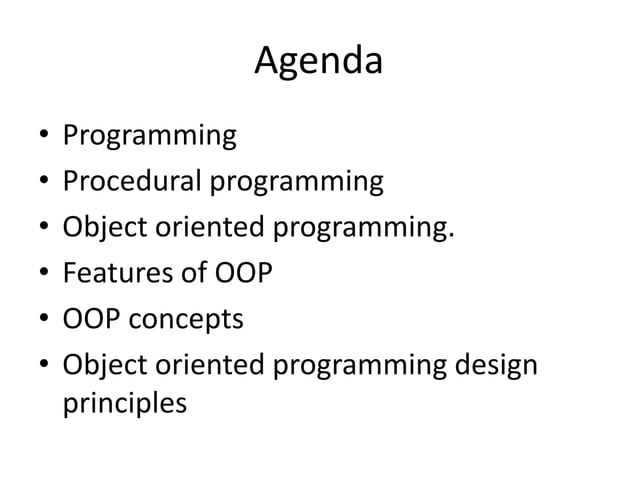 Agenda
• Programming
• Procedural programming
• Object oriented programming.
• Features of OOP
• OOP concepts
• Object oriented programming design
principles